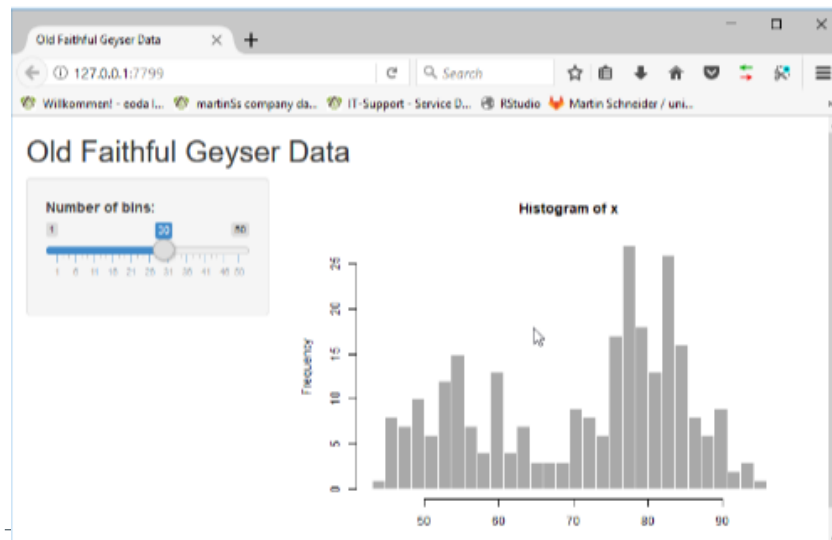 Old Faithful Geyser Data
127.0.0.1:7799
Search
Willkommen! - eoda I... martinSs company da... IT-Support - Service D... RStudio Martin Schneider / uni...
Old Faithful Geyser Data
Number of bins:
1 30 50
1 6 11 16 21 26 31 36 41 46 50
Histogram of x
Frequency
25
20
15
10
5
0
50 60 70 80 90